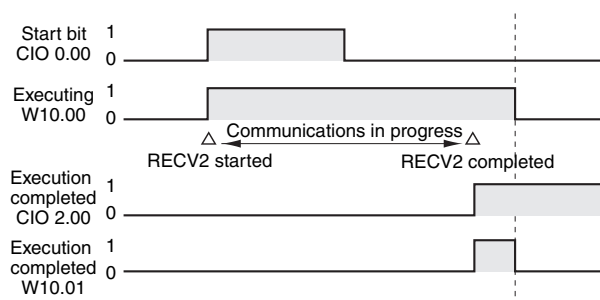 Start bit
CIO 0.00
1
0
Executing
W10.00
1
0
Communications in progress
RECV2 started
RECV2 completed
Execution
completed
CIO 2.00
1
0
Execution
completed
W10.01
1
0